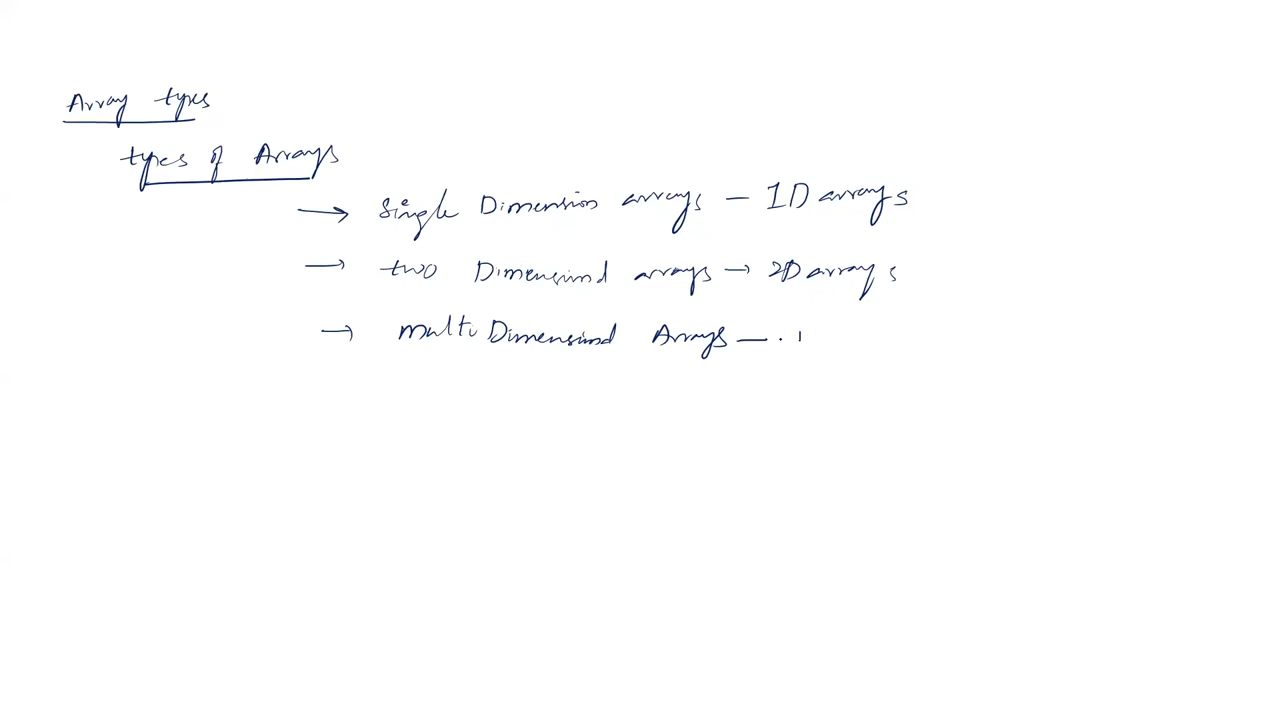 Array types
types of Arrays
→ Single Dimension arrays — 1D arrays
→ two Dimensional arrays → 2D arrays
→ multi Dimensional Arrays —